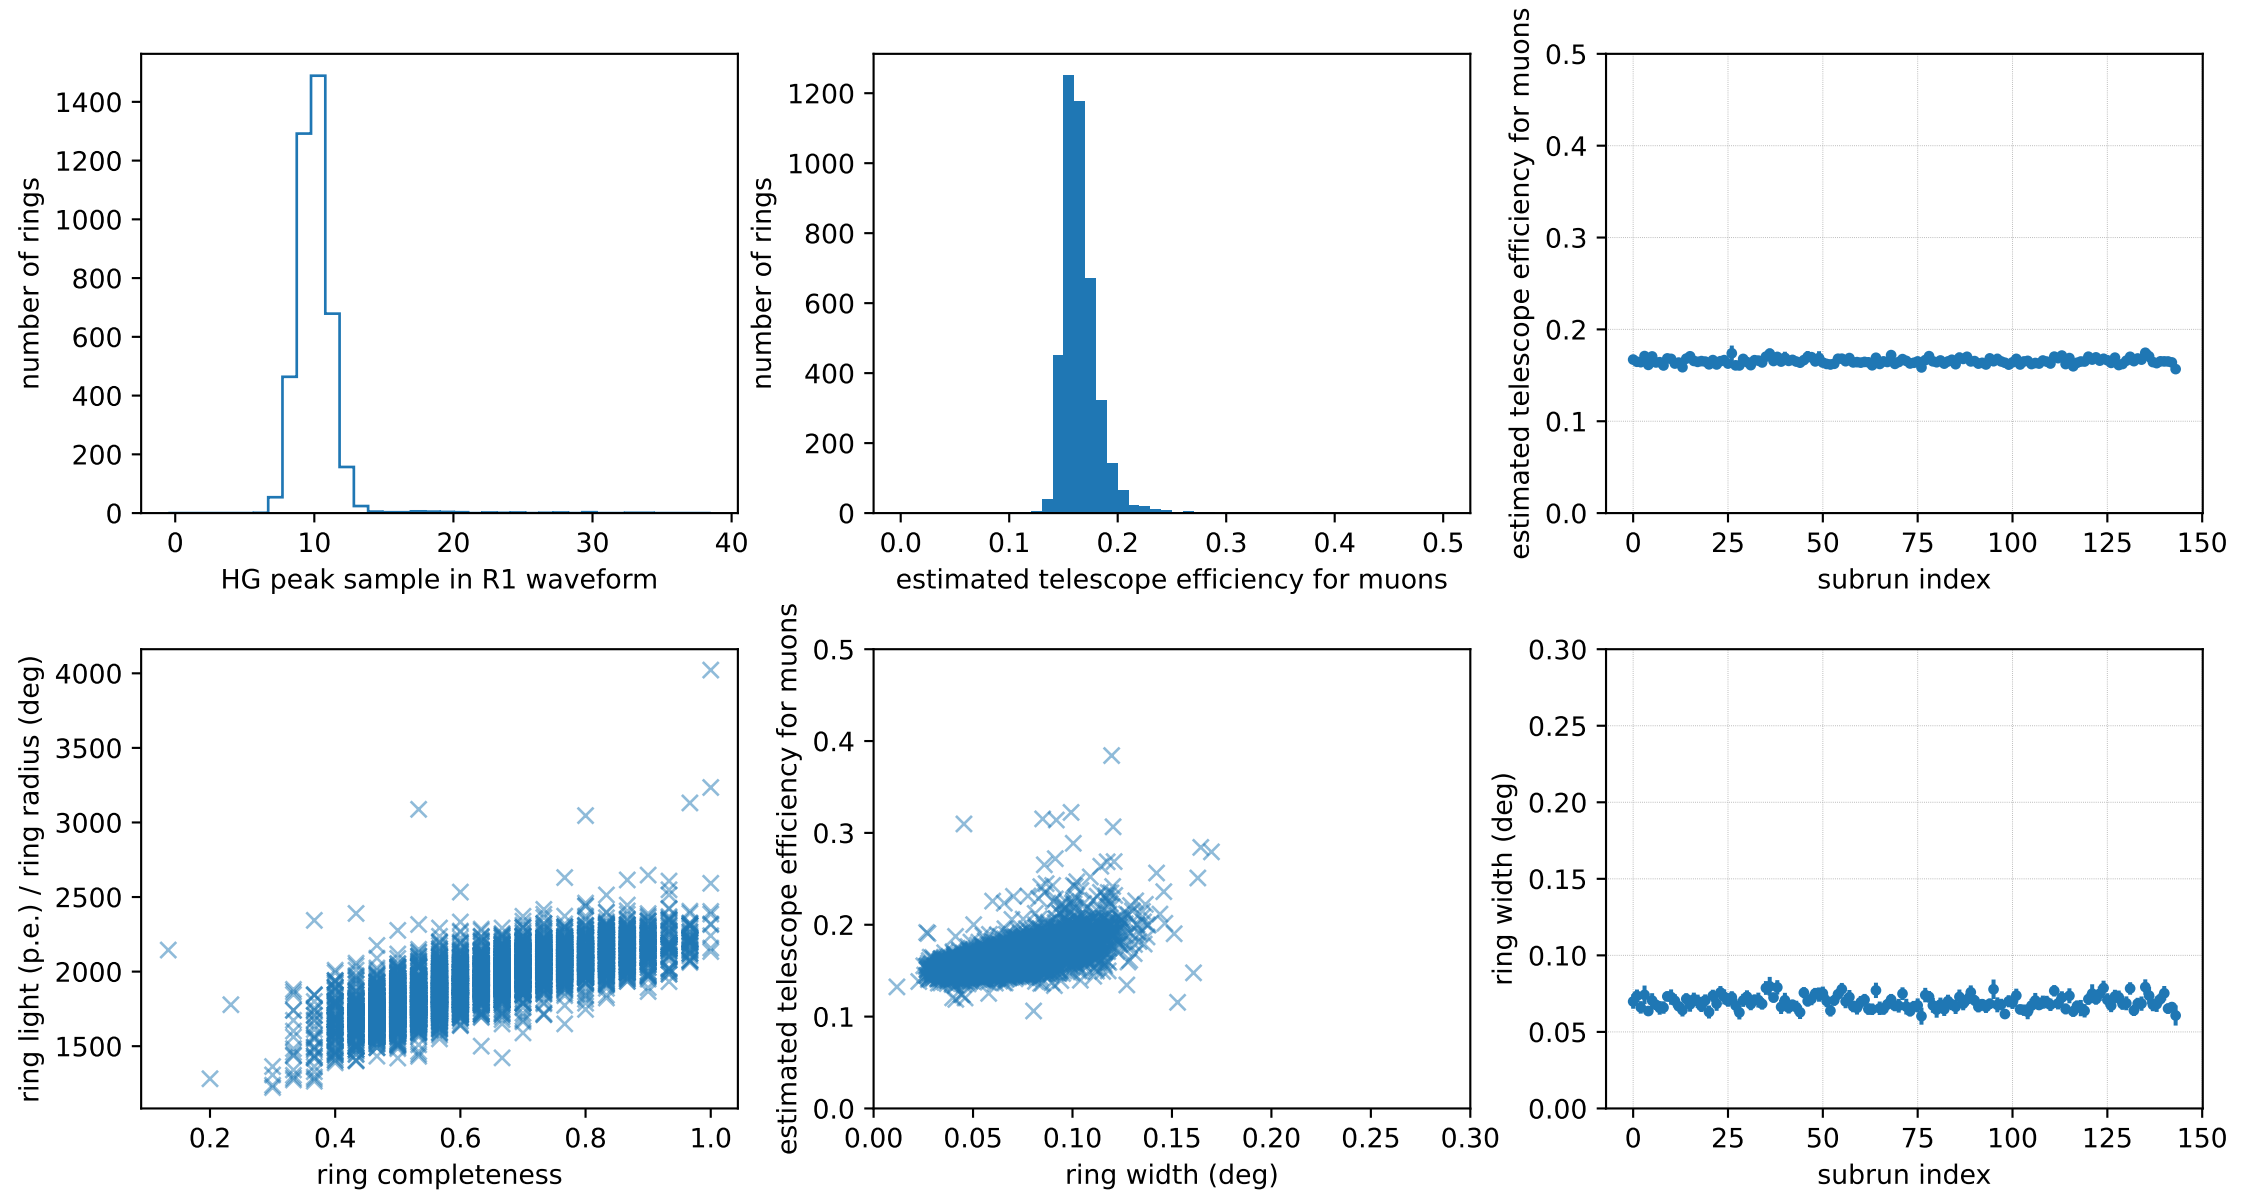 number of rings
1400
1200
1000
800
600
400
200
0
0 10 20 30 40
HG peak sample in R1 waveform
number of rings
1200
1000
800
600
400
200
0
0.0 0.1 0.2 0.3 0.4 0.5
estimated telescope efficiency for muons
estimated telescope efficiency for muons
0.5
0.4
0.3
0.2
0.1
0.0
0 25 50 75 100 125 150
subrun index
ring light (p.e.) / ring radius (deg)
4000
3500
3000
2500
2000
1500
0.2 0.4 0.6 0.8 1.0
ring completeness
estimated telescope efficiency for muons
0.5
0.4
0.3
0.2
0.1
0.0
0.00 0.05 0.10 0.15 0.20 0.25 0.30
ring width (deg)
ring width (deg)
0.30
0.25
0.20
0.15
0.10
0.05
0.00
0 25 50 75 100 125 150
subrun index